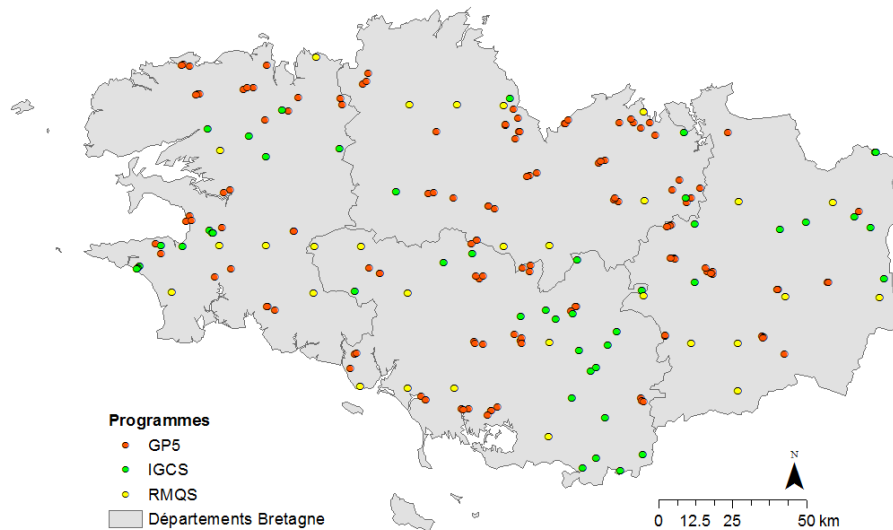 Programmes
GP5
IGCS
RMQS
Départements Bretagne
N
0 12.5 25 50 km